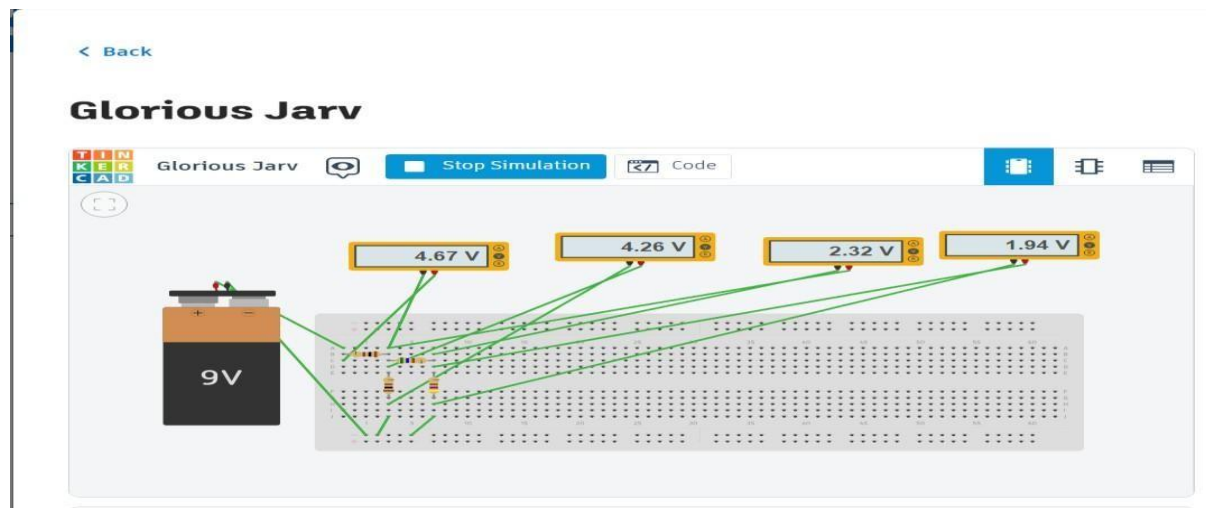 < Back
Glorious Jarv
TIN
KER
CAD
Glorious Jarv
Stop Simulation
Code
4.67 V
4.26 V
2.32 V
1.94 V
+ −
9V